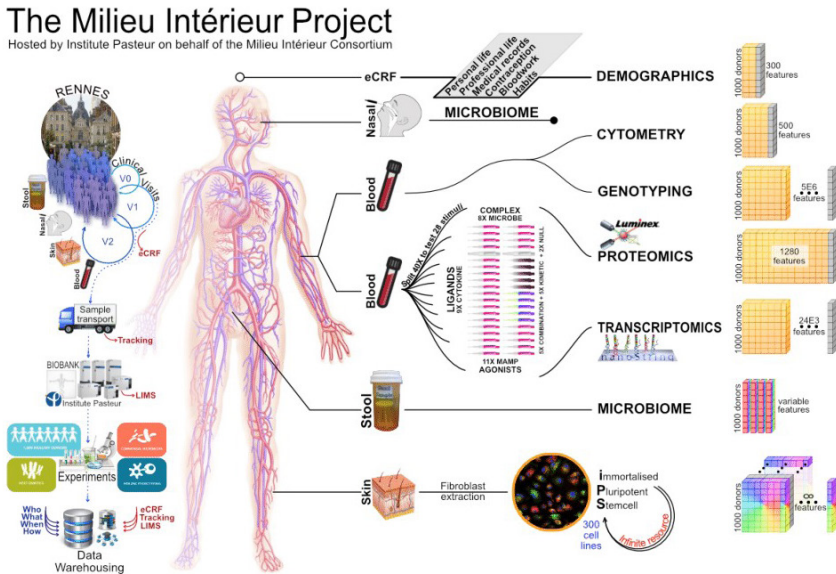 The Milieu Intérieur Project
Hosted by Institute Pasteur on behalf of the Milieu Intérieur Consortium
RENNES
Clinical Visits
V0
V1
V2
Stool
Nasal
Skin
Blood
eCRF
Sample
transport
Tracking
BIOBANK
Institute Pasteur
LIMS
Experiments
Who
What
When
How
eCRF
Tracking
LIMS
Data
Warehousing
eCRF
Personal life
Professional life
Medical records
Contraception
Bloodwork
Habits
DEMOGRAPHICS
1000 donors
300
features
Nasal
MICROBIOME
Blood
CYTOMETRY
1000 donors
500
features
GENOTYPING
1000 donors
5E6
features
Blood
Split 40X to test 28 stimuli
COMPLEX
8X MICROBE
LIGANDS
9X CYTOKINE
5X COMBINATION + 5X KINETIC + 2X NULL
11X MAMP
AGONISTS
Luminex
PROTEOMICS
1000 donors
1280
features
TRANSCRIPTOMICS
nanoString
1000 donors
24E3
features
Stool
MICROBIOME
1000 donors
variable
features
Skin
Fibroblast
extraction
300
cell
lines
immortalised
Pluripotent
Stemcell
Infinite resource
1000 donors
∞
features